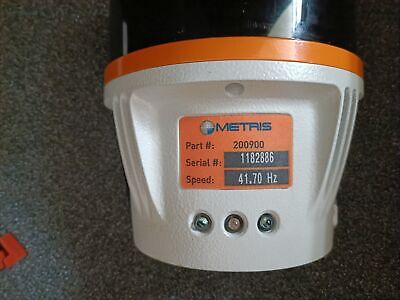 METRIS
Part #: 200900
Serial #: 1182886
Speed: 41.70 Hz